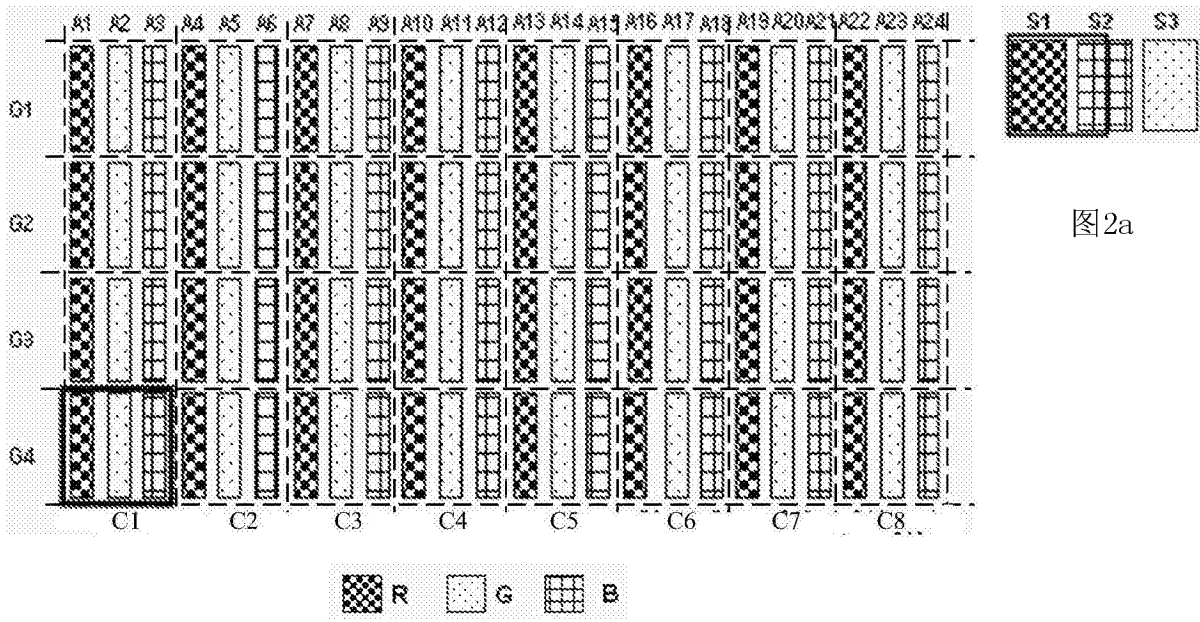 A1 A2 A3 A4 A5 A6 A7 A8 A9 A10 A11 A12 A13 A14 A15 A16 A17 A18 A19 A20 A21 A22 A23 A24
S1 S2 S3
G1
G2
图2a
G3
G4
C1 C2 C3 C4 C5 C6 C7 C8
R G B